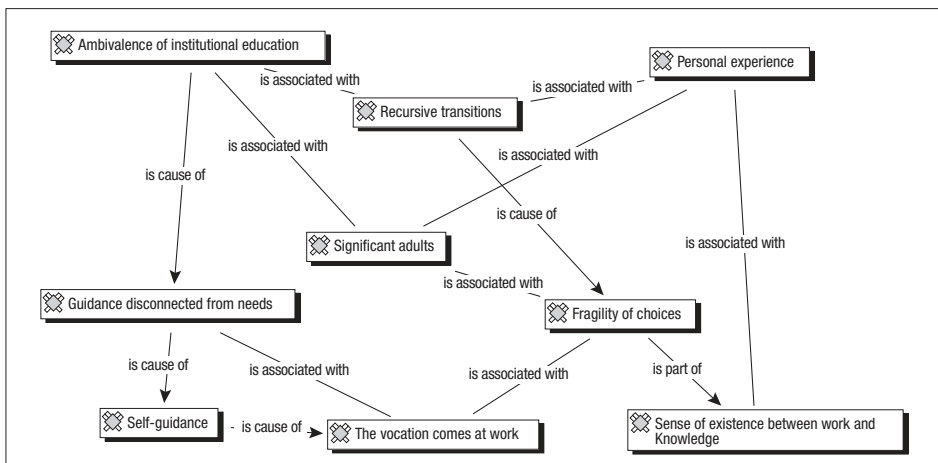 Ambivalence of institutional education
Personal experience
is associated with
is associated with
Recursive transitions
is associated with
is associated with
is cause of
is cause of
Significant adults
is associated with
is associated with
Guidance disconnected from needs
Fragility of choices
is cause of
is associated with
is associated with
is part of
Self-guidance
is cause of
The vocation comes at work
Sense of existence between work and
Knowledge